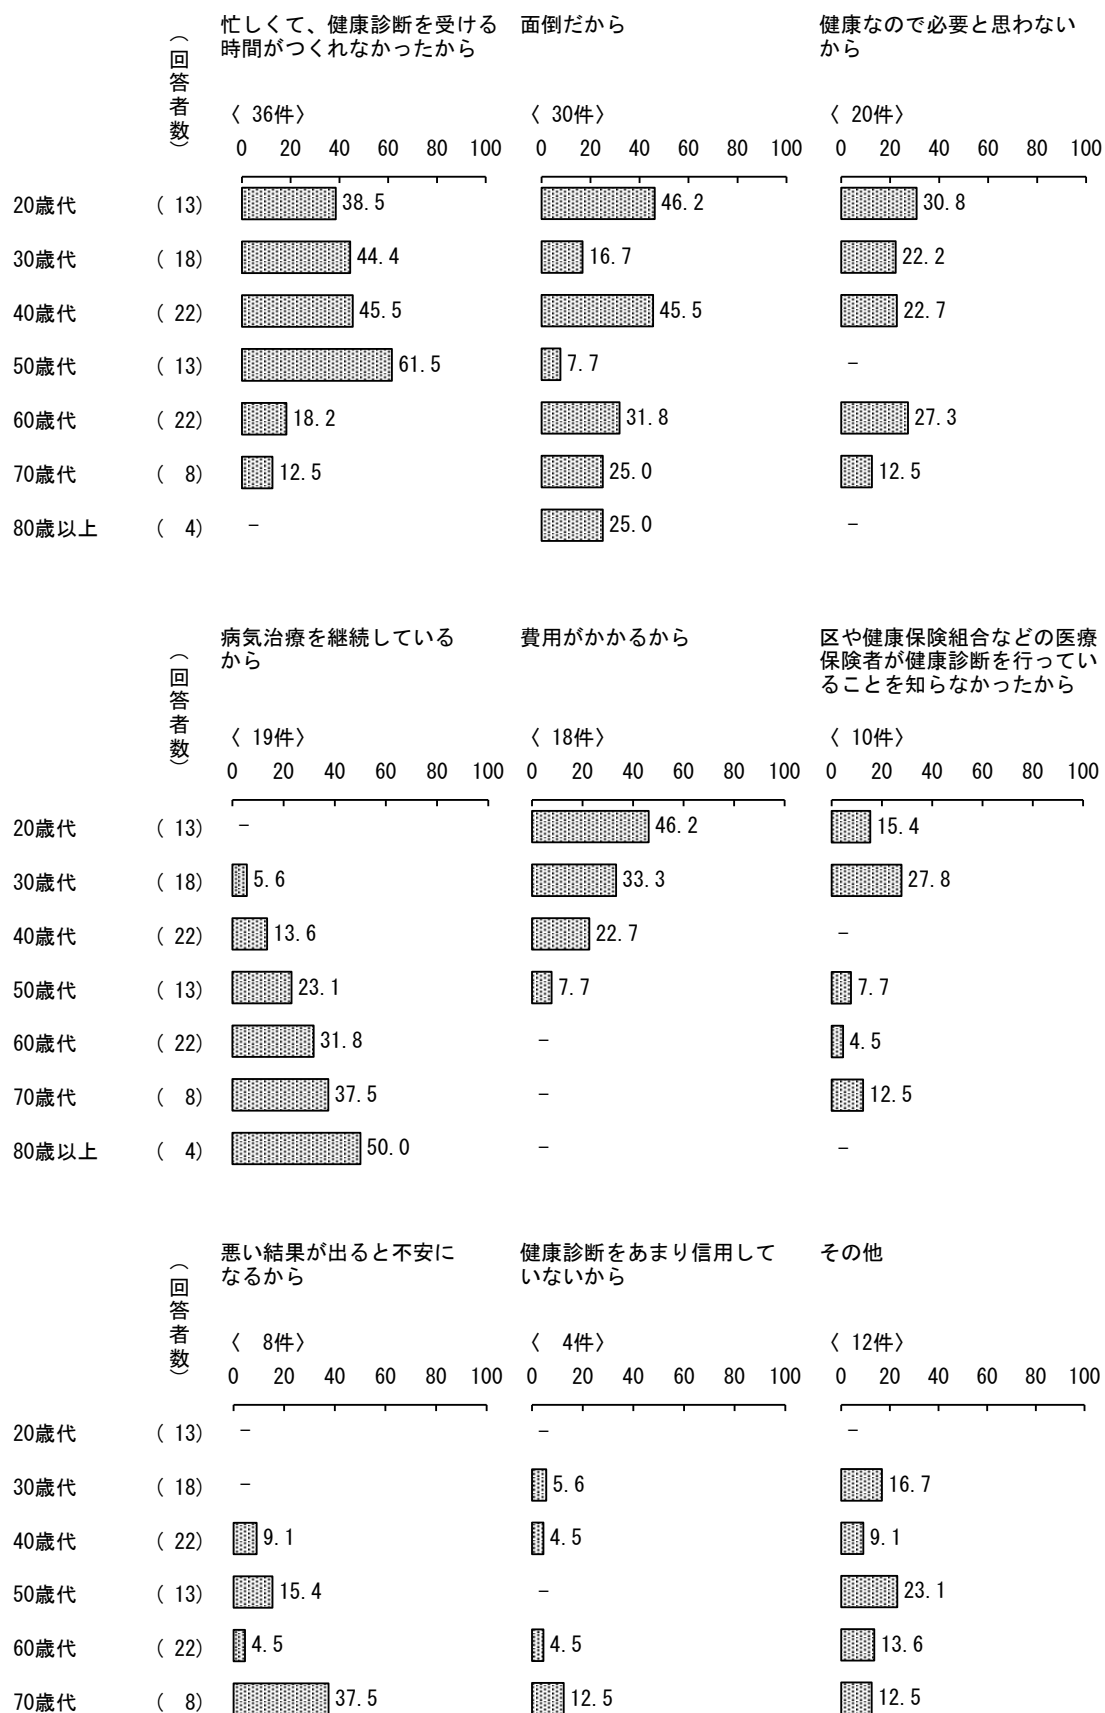 （回答者数）
忙しくて、健康診断を受ける
時間がつくれなかったから
面倒だから
健康なので必要と思わない
から
〈 36件〉
〈 30件〉
〈 20件〉
0 20 40 60 80 100
0 20 40 60 80 100
0 20 40 60 80 100
20歳代 ( 13) 38.5 46.2 30.8
30歳代 ( 18) 44.4 16.7 22.2
40歳代 ( 22) 45.5 45.5 22.7
50歳代 ( 13) 61.5 7.7 -
60歳代 ( 22) 18.2 31.8 27.3
70歳代 ( 8) 12.5 25.0 12.5
80歳以上 ( 4) - 25.0 -
（回答者数）
病気治療を継続している
から
費用がかかるから
区や健康保険組合などの医療
保険者が健康診断を行ってい
ることを知らなかったから
〈 19件〉
〈 18件〉
〈 10件〉
0 20 40 60 80 100
0 20 40 60 80 100
0 20 40 60 80 100
20歳代 ( 13) - 46.2 15.4
30歳代 ( 18) 5.6 33.3 27.8
40歳代 ( 22) 13.6 22.7 -
50歳代 ( 13) 23.1 7.7 7.7
60歳代 ( 22) 31.8 - 4.5
70歳代 ( 8) 37.5 - 12.5
80歳以上 ( 4) 50.0 - -
（回答者数）
悪い結果が出ると不安に
なるから
健康診断をあまり信用して
いないから
その他
〈 8件〉
〈 4件〉
〈 12件〉
0 20 40 60 80 100
0 20 40 60 80 100
0 20 40 60 80 100
20歳代 ( 13) - - -
30歳代 ( 18) - 5.6 16.7
40歳代 ( 22) 9.1 4.5 9.1
50歳代 ( 13) 15.4 - 23.1
60歳代 ( 22) 4.5 4.5 13.6
70歳代 ( 8) 37.5 12.5 12.5